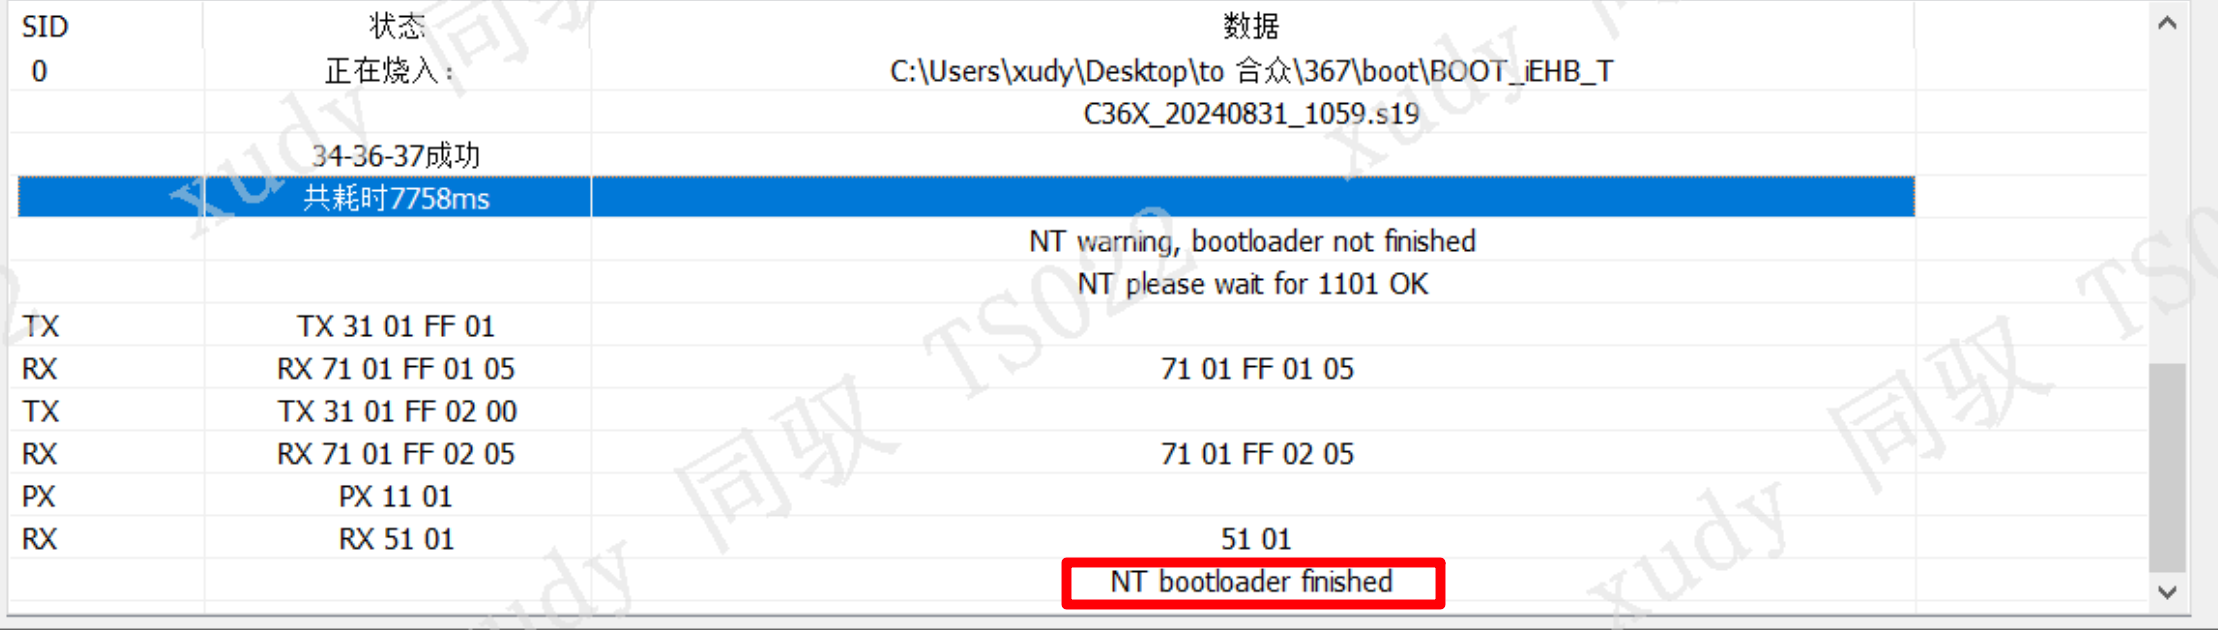 SID 状态 数据
0 正在烧入： C:\Users\xudy\Desktop\to 合众\367\boot\BOOT_iEHB_T
C36X_20240831_1059.s19
34-36-37成功
共耗时7758ms
NT warning, bootloader not finished
NT please wait for 1101 OK
TX TX 31 01 FF 01
RX RX 71 01 FF 01 05 71 01 FF 01 05
TX TX 31 01 FF 02 00
RX RX 71 01 FF 02 05 71 01 FF 02 05
PX PX 11 01
RX RX 51 01 51 01
NT bootloader finished
xudy 同驭 TS022
xudy 同驭 TS022